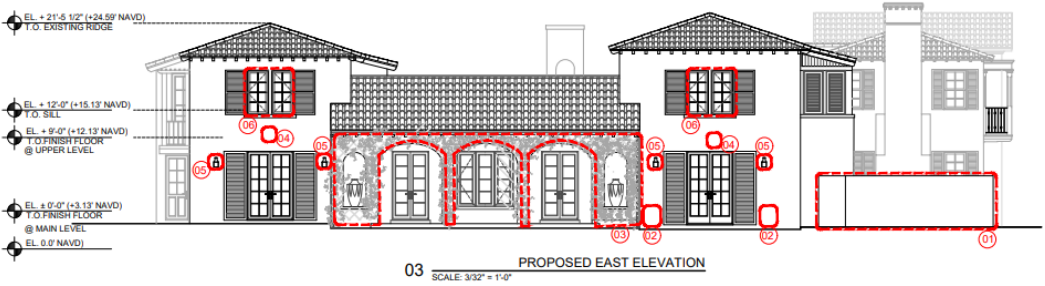 EL. + 21'-5 1/2" (+24.59' NAVD)
T.O. EXISTING RIDGE
EL. + 12'-0" (+15.13' NAVD)
T.O. SILL
EL. + 9'-0" (+12.13' NAVD)
T.O.FINISH FLOOR
@ UPPER LEVEL
EL. ± 0'-0" (+3.13' NAVD)
T.O.FINISH FLOOR
@ MAIN LEVEL
EL. 0.0' NAVD)
06
04
05
05
06
04
05
05
03
02
02
01
03 PROPOSED EAST ELEVATION
SCALE: 3/32" = 1'-0"